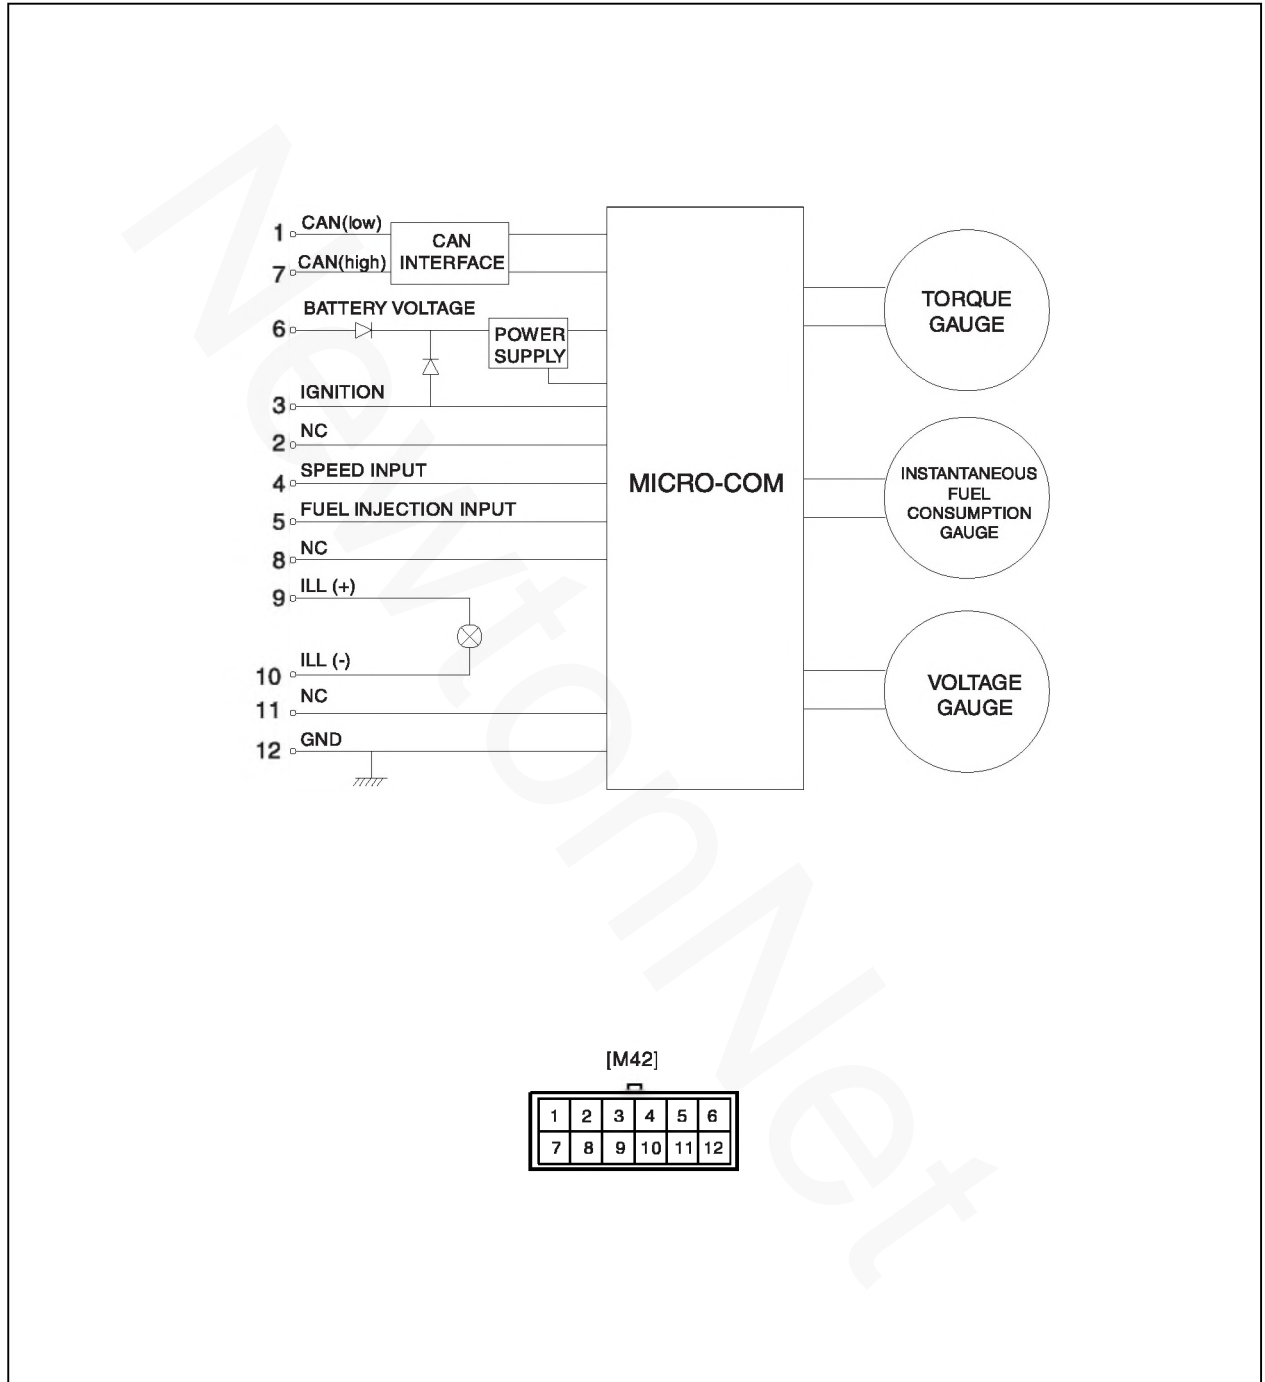 1 CAN(low)
7 CAN(high)
CAN
INTERFACE
6 BATTERY VOLTAGE
POWER
SUPPLY
3 IGNITION
2 NC
4 SPEED INPUT
5 FUEL INJECTION INPUT
8 NC
9 ILL (+)
10 ILL (-)
11 NC
12 GND
MICRO-COM
TORQUE
GAUGE
INSTANTANEOUS
FUEL
CONSUMPTION
GAUGE
VOLTAGE
GAUGE
[M42]
1 2 3 4 5 6
7 8 9 10 11 12
NewtonNet